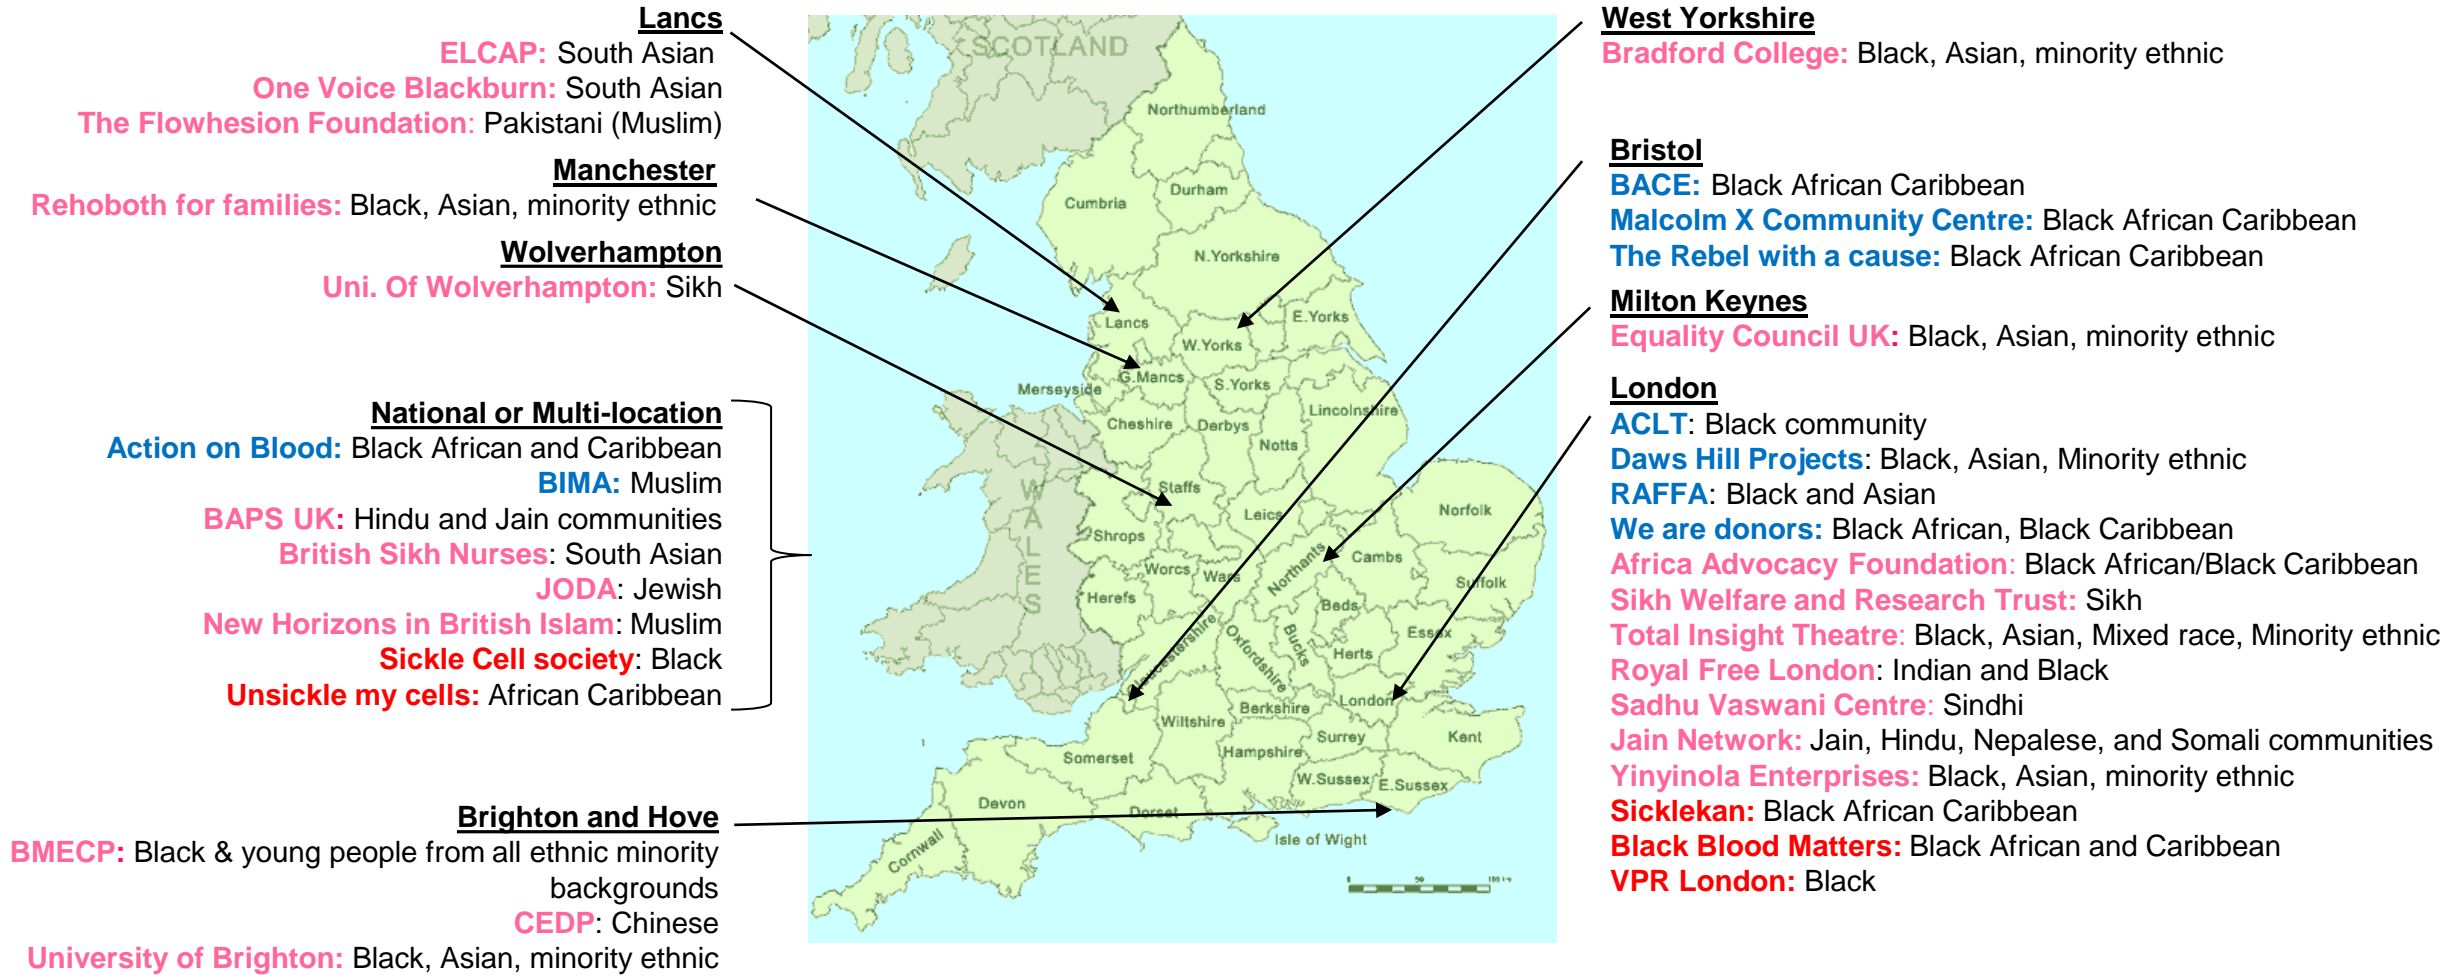 Lancs
ELCAP: South Asian
One Voice Blackburn: South Asian
The Flowhesion Foundation: Pakistani (Muslim)
Manchester
Rehoboth for families: Black, Asian, minority ethnic
Wolverhampton
Uni. Of Wolverhampton: Sikh
National or Multi-location
Action on Blood: Black African and Caribbean
BIMA: Muslim
BAPS UK: Hindu and Jain communities
British Sikh Nurses: South Asian
JODA: Jewish
New Horizons in British Islam: Muslim
Sickle Cell society: Black
Unsickle my cells: African Caribbean
Brighton and Hove
BMECP: Black & young people from all ethnic minority
backgrounds
CEDP: Chinese
University of Brighton: Black, Asian, minority ethnic
SCOTLAND
Northumberland
Durham
Cumbria
N.Yorkshire
Lancs
E.Yorks
W.Yorks
G.Mancs
S.Yorks
Merseyside
Cheshire
Derbys
Notts
Lincolnshire
WALES
Staffs
Shrops
Leics
Norfolk
Worcs
Wars
Northants
Cambs
Suffolk
Herefs
Beds
Gloucestershire
Oxfordshire
Bucks
Herts
Essex
London
Berkshire
Wiltshire
Surrey
Kent
Hampshire
Somerset
W.Sussex
E.Sussex
Devon
Dorset
Cornwall
Isle of Wight
0 50 100 km
West Yorkshire
Bradford College: Black, Asian, minority ethnic
Bristol
BACE: Black African Caribbean
Malcolm X Community Centre: Black African Caribbean
The Rebel with a cause: Black African Caribbean
Milton Keynes
Equality Council UK: Black, Asian, minority ethnic
London
ACLT: Black community
Daws Hill Projects: Black, Asian, Minority ethnic
RAFFA: Black and Asian
We are donors: Black African, Black Caribbean
Africa Advocacy Foundation: Black African/Black Caribbean
Sikh Welfare and Research Trust: Sikh
Total Insight Theatre: Black, Asian, Mixed race, Minority ethnic
Royal Free London: Indian and Black
Sadhu Vaswani Centre: Sindhi
Jain Network: Jain, Hindu, Nepalese, and Somali communities
Yinyinola Enterprises: Black, Asian, minority ethnic
Sicklekan: Black African Caribbean
Black Blood Matters: Black African and Caribbean
VPR London: Black